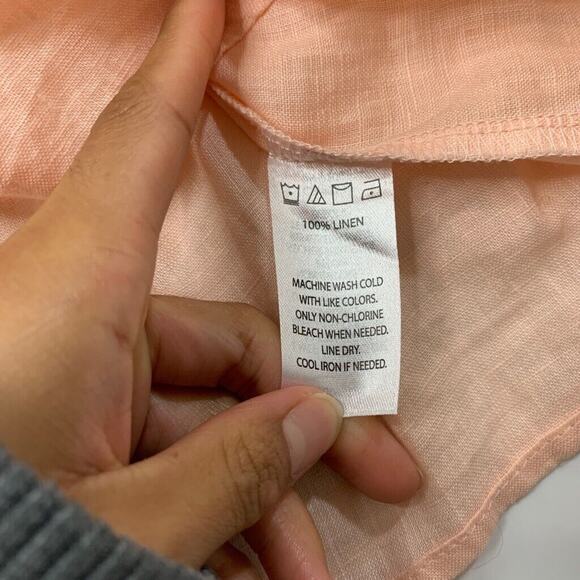 100% LINEN
MACHINE WASH COLD
WITH LIKE COLORS.
ONLY NON-CHLORINE
BLEACH WHEN NEEDED.
LINE DRY.
COOL IRON IF NEEDED.